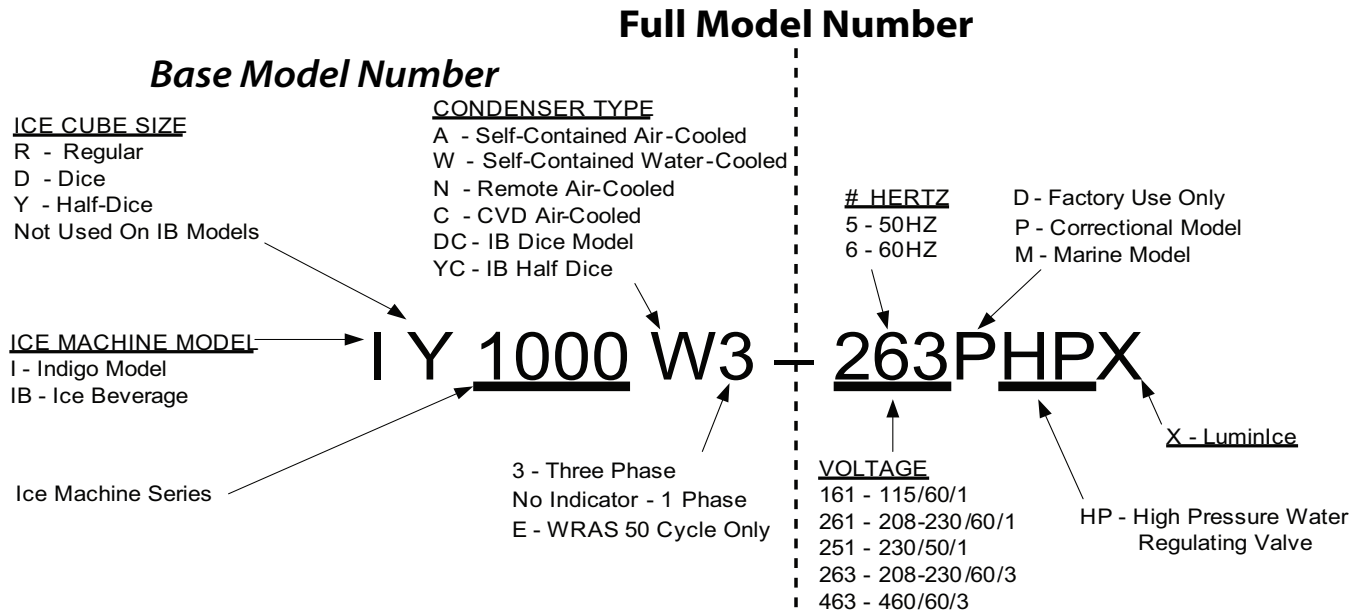 Full Model Number
Base Model Number
ICE CUBE SIZE
R - Regular
D - Dice
Y - Half-Dice
Not Used On IB Models
CONDENSER TYPE
A - Self-Contained Air-Cooled
W - Self-Contained Water-Cooled
N - Remote Air-Cooled
C - CVD Air-Cooled
DC - IB Dice Model
YC - IB Half Dice
# HERTZ
5 - 50HZ
6 - 60HZ
D - Factory Use Only
P - Correctional Model
M - Marine Model
ICE MACHINE MODEL
I - Indigo Model
IB - Ice Beverage
I Y 1000 W3 – 263PHPX
Ice Machine Series
3 - Three Phase
No Indicator - 1 Phase
E - WRAS 50 Cycle Only
VOLTAGE
161 - 115/60/1
261 - 208-230/60/1
251 - 230/50/1
263 - 208-230/60/3
463 - 460/60/3
HP - High Pressure Water
Regulating Valve
X - LuminIce